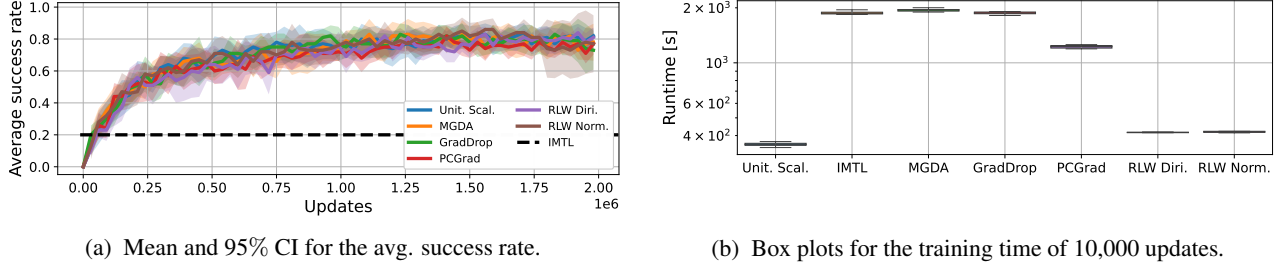 Average success rate
1.0
0.8
0.6
0.4
0.2
0.0
Unit. Scal.
MGDA
GradDrop
PCGrad
RLW Diri.
RLW Norm.
IMTL
0.00 0.25 0.50 0.75 1.00 1.25 1.50 1.75 2.00
1e6
Updates
(a) Mean and 95% CI for the avg. success rate.
Runtime [s]
2 × 10³
10³
6 × 10²
4 × 10²
Unit. Scal. IMTL MGDA GradDrop PCGrad RLW Diri. RLW Norm.
(b) Box plots for the training time of 10,000 updates.